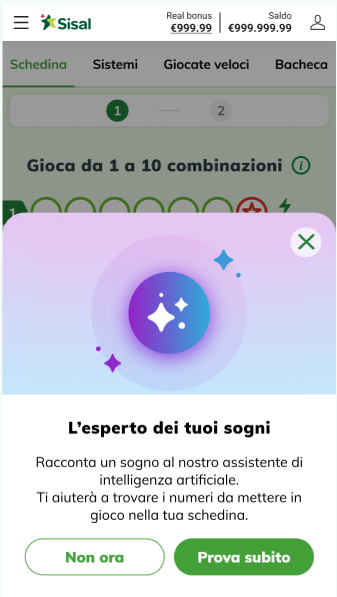 Sisal
Real bonus
€999.99
Saldo
€999.999.99
Schedina Sistemi Giocate veloci Bacheca
1 2
Gioca da 1 a 10 combinazioni i
1
L'esperto dei tuoi sogni
Racconta un sogno al nostro assistente di
intelligenza artificiale.
Ti aiuterà a trovare i numeri da mettere in
gioco nella tua schedina.
Non ora Prova subito